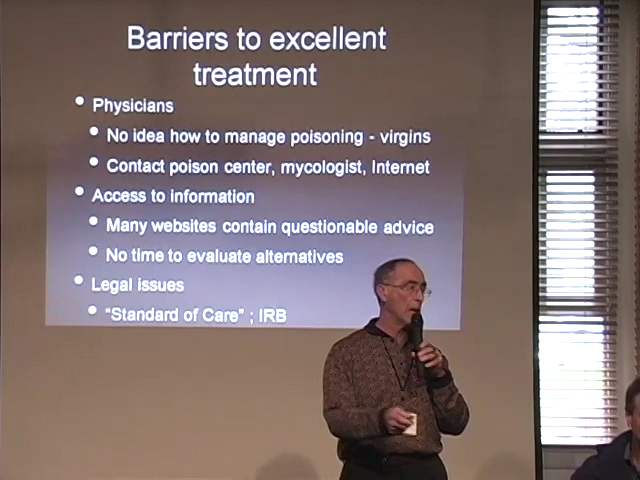 Barriers to excellent
treatment
• Physicians
• No idea how to manage poisoning - virgins
• Contact poison center, mycologist, Internet
• Access to information
• Many websites contain questionable advice
• No time to evaluate alternatives
• Legal issues
• “Standard of Care” ; IRB